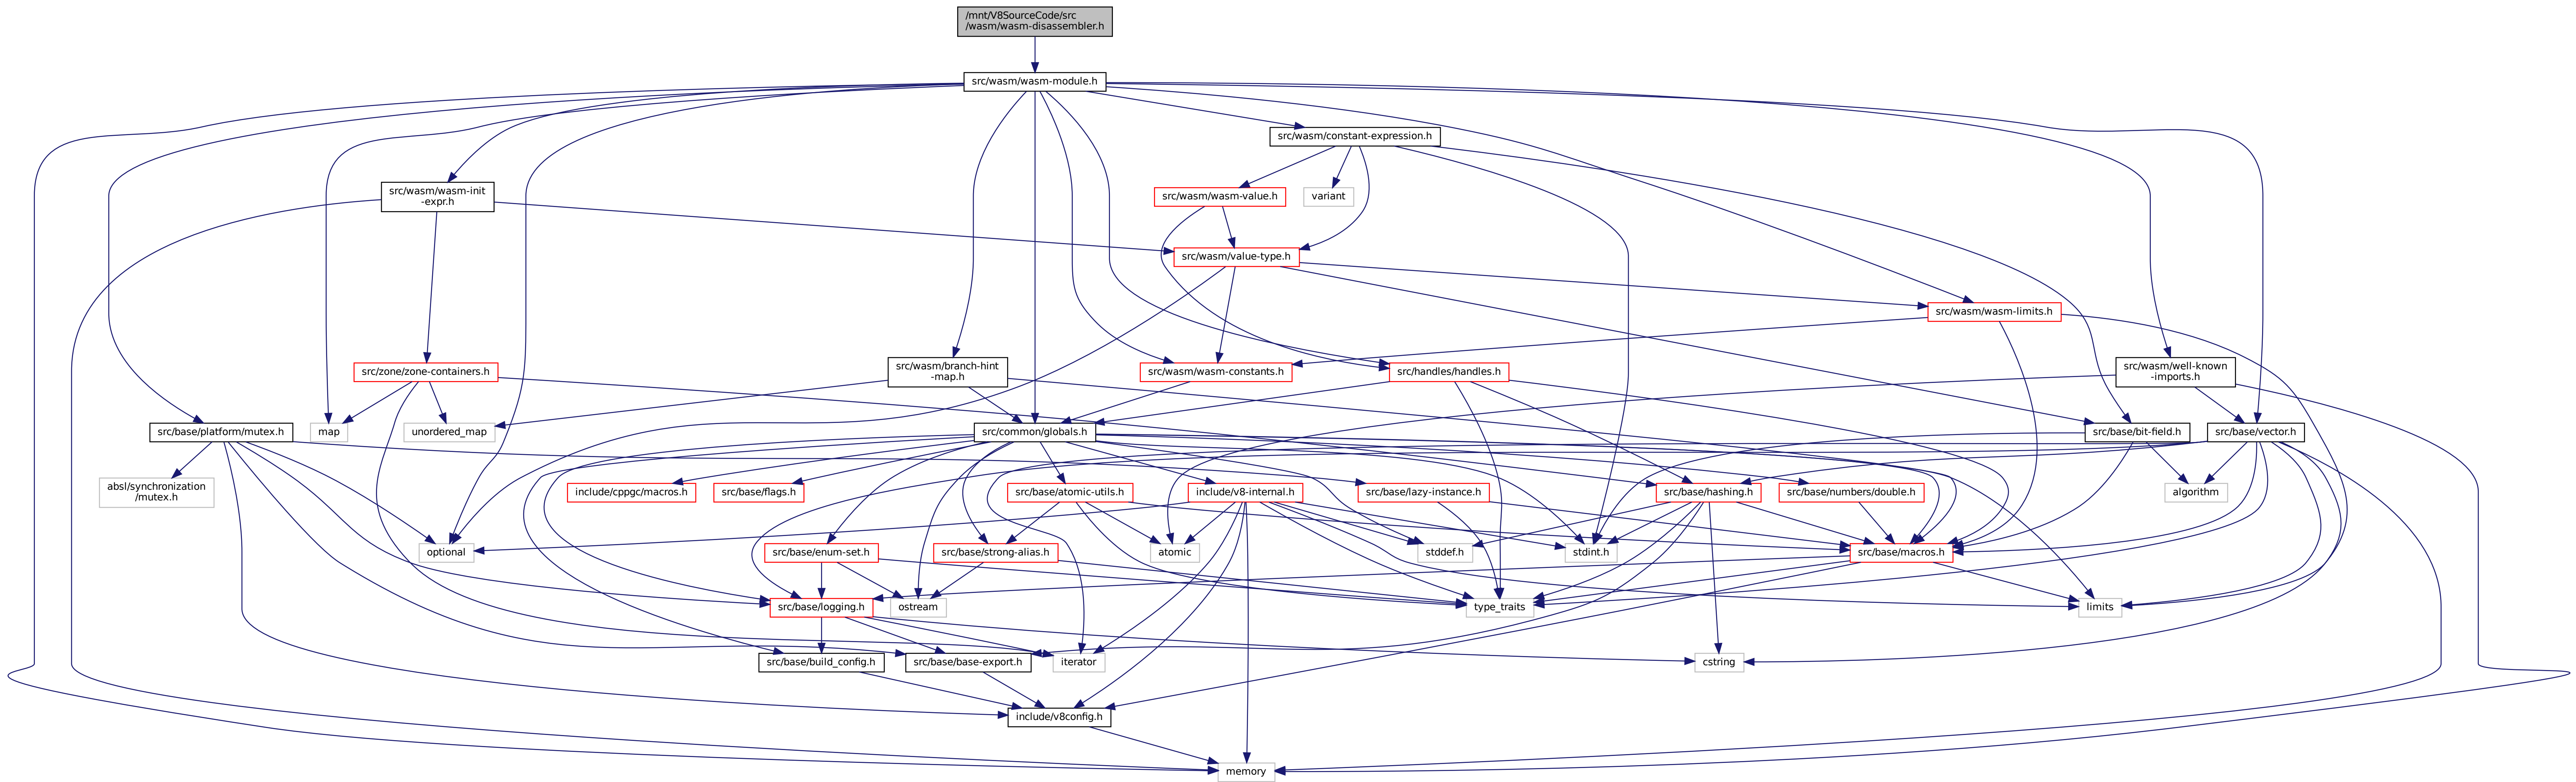 /mnt/V8SourceCode/src
/wasm/wasm-disassembler.h
src/wasm/wasm-module.h
src/wasm/constant-expression.h
src/wasm/wasm-init
-expr.h
src/wasm/wasm-value.h
variant
src/wasm/value-type.h
src/wasm/wasm-limits.h
src/zone/zone-containers.h
src/wasm/branch-hint
-map.h
src/wasm/wasm-constants.h
src/handles/handles.h
src/wasm/well-known
-imports.h
src/base/platform/mutex.h
map
unordered_map
src/common/globals.h
src/base/bit-field.h
src/base/vector.h
absl/synchronization
/mutex.h
include/cppgc/macros.h
src/base/flags.h
src/base/atomic-utils.h
include/v8-internal.h
src/base/lazy-instance.h
src/base/hashing.h
src/base/numbers/double.h
algorithm
optional
src/base/enum-set.h
src/base/strong-alias.h
atomic
stddef.h
stdint.h
src/base/macros.h
src/base/logging.h
ostream
type_traits
limits
src/base/build_config.h
src/base/base-export.h
iterator
cstring
include/v8config.h
memory